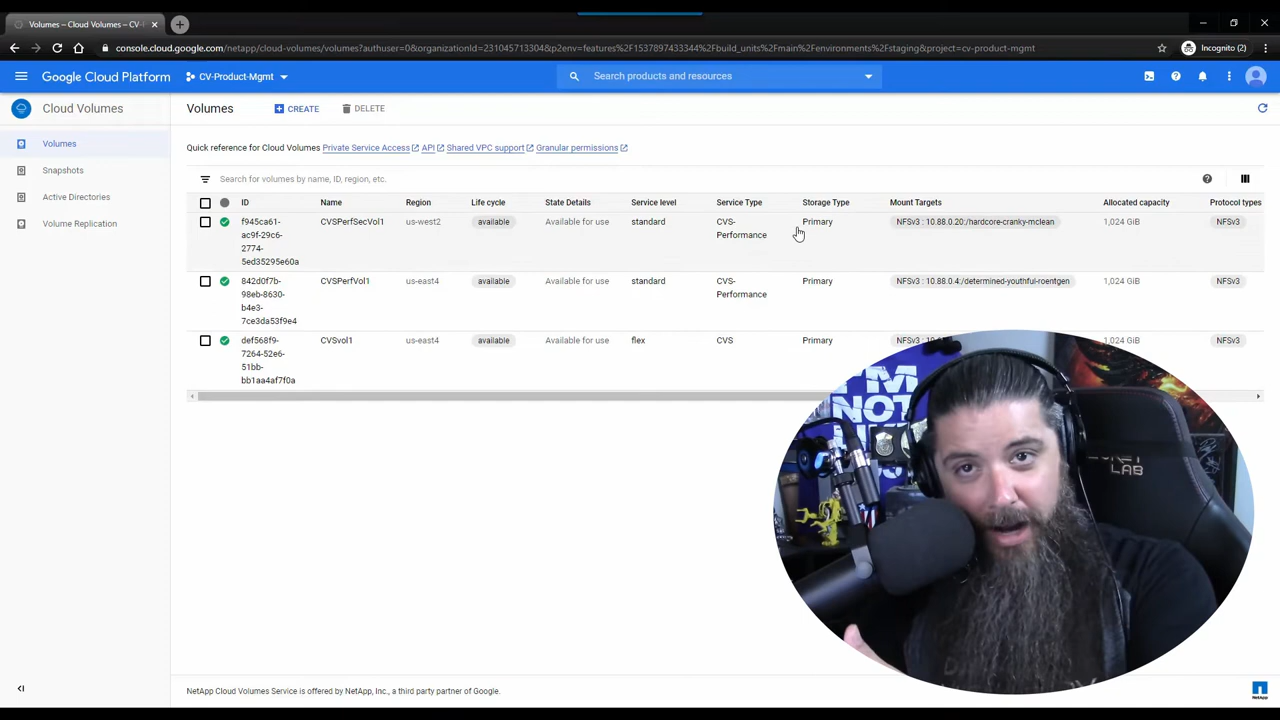 Volumes – Cloud Volumes – CV-
console.cloud.google.com/netapp/cloud-volumes/volumes?authuser=0&organizationId=231045713304&p2env=features%2F1537897433344%2Fbuild_units%2Fmain%2Fenvironments%2Fstaging&project=cv-product-mgmt
Incognito (2)
Google Cloud Platform
CV-Product-Mgmt
Search products and resources
Cloud Volumes
Volumes
CREATE
DELETE
Volumes
Snapshots
Active Directories
Volume Replication
Quick reference for Cloud Volumes Private Service Access API Shared VPC support Granular permissions
Search for volumes by name, ID, region, etc.
ID Name Region Life cycle State Details Service level Service Type Storage Type Mount Targets Allocated capacity Protocol types
f945ca61-ac9f-29c6-2774-5ed35295e60a CVSPerfSecVol1 us-west2 available Available for use standard CVS-Performance Primary NFSv3 : 10.88.0.20:/hardcore-cranky-mclean 1,024 GiB NFSv3
842d0f7b-98eb-8630-b4e3-7ce3da53f9e4 CVSPerfVol1 us-east4 available Available for use standard CVS-Performance Primary NFSv3 : 10.88.0.4:/determined-youthful-roentgen 1,024 GiB NFSv3
def568f9-7264-52e6-51bb-bb1aa4af7f0a CVSvol1 us-east4 available Available for use flex CVS Primary NFSv3 1,024 GiB NFSv3
I'M
NOT
SECRET
LAB
NetApp Cloud Volumes Service is offered by NetApp, Inc., a third party partner of Google.
NetApp